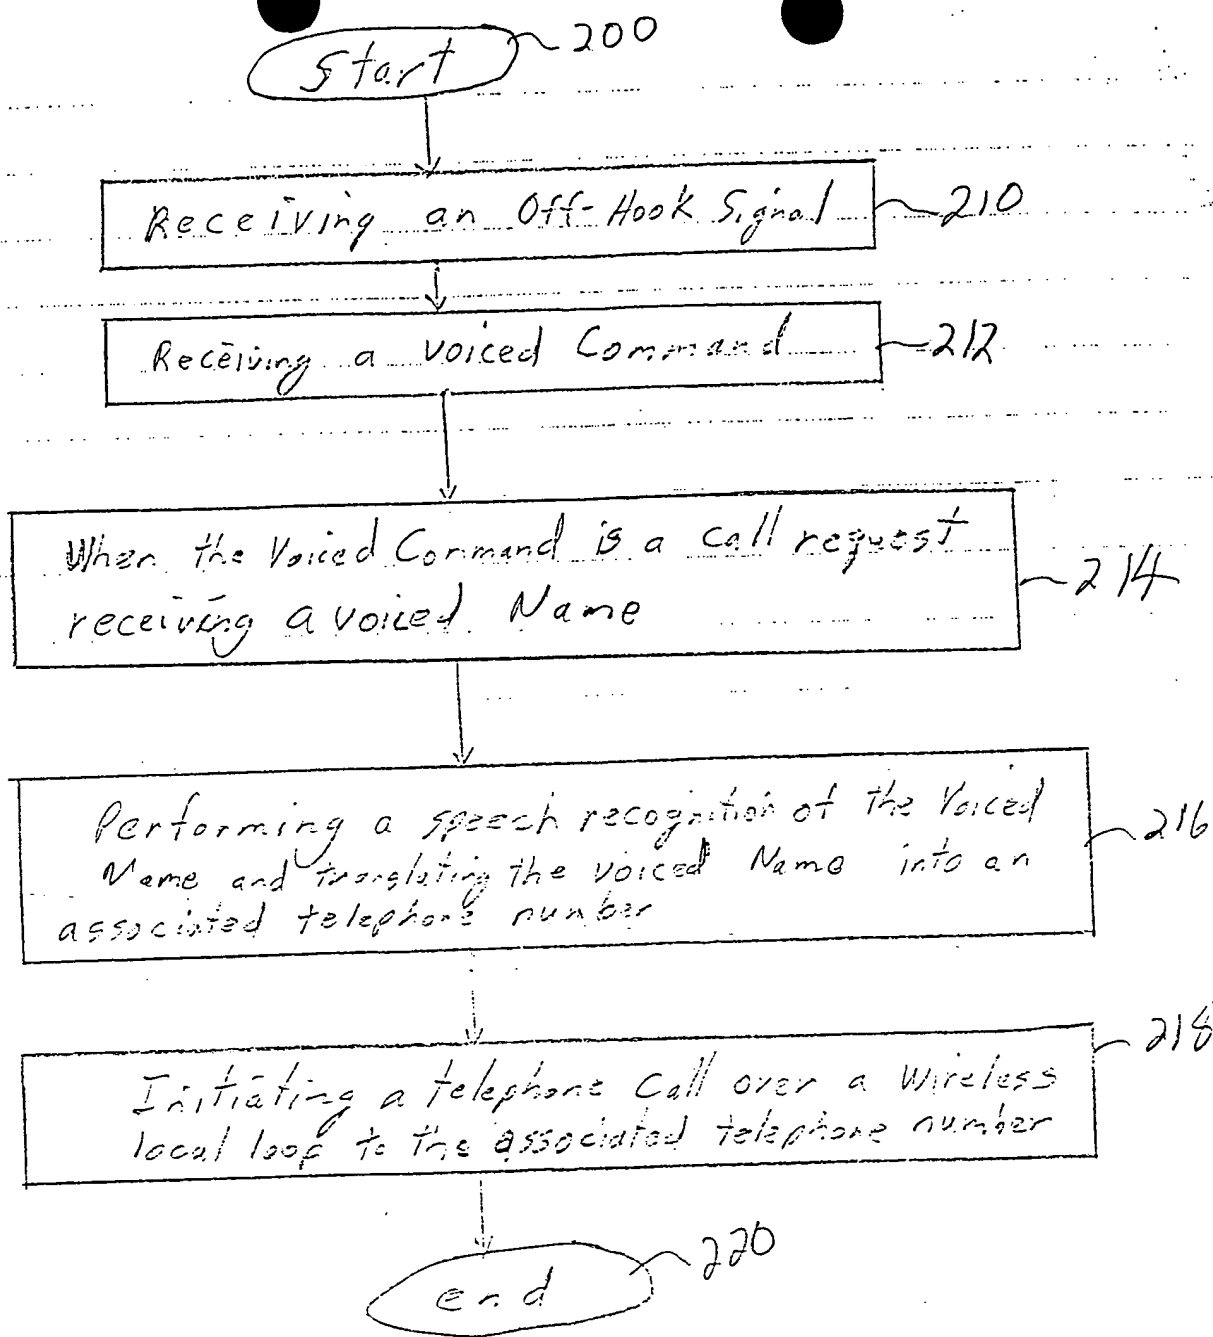 Start 200
Receiving an Off-Hook Signal 210
Receiving a Voiced Command 212
When the Voiced Command is a call request
receiving a voiced Name
214
Performing a speech recognition of the Voiced
Name and translating the voiced Name into an
associated telephone number
216
Initiating a telephone Call over a Wireless
local loop to the associated telephone number
218
end 220